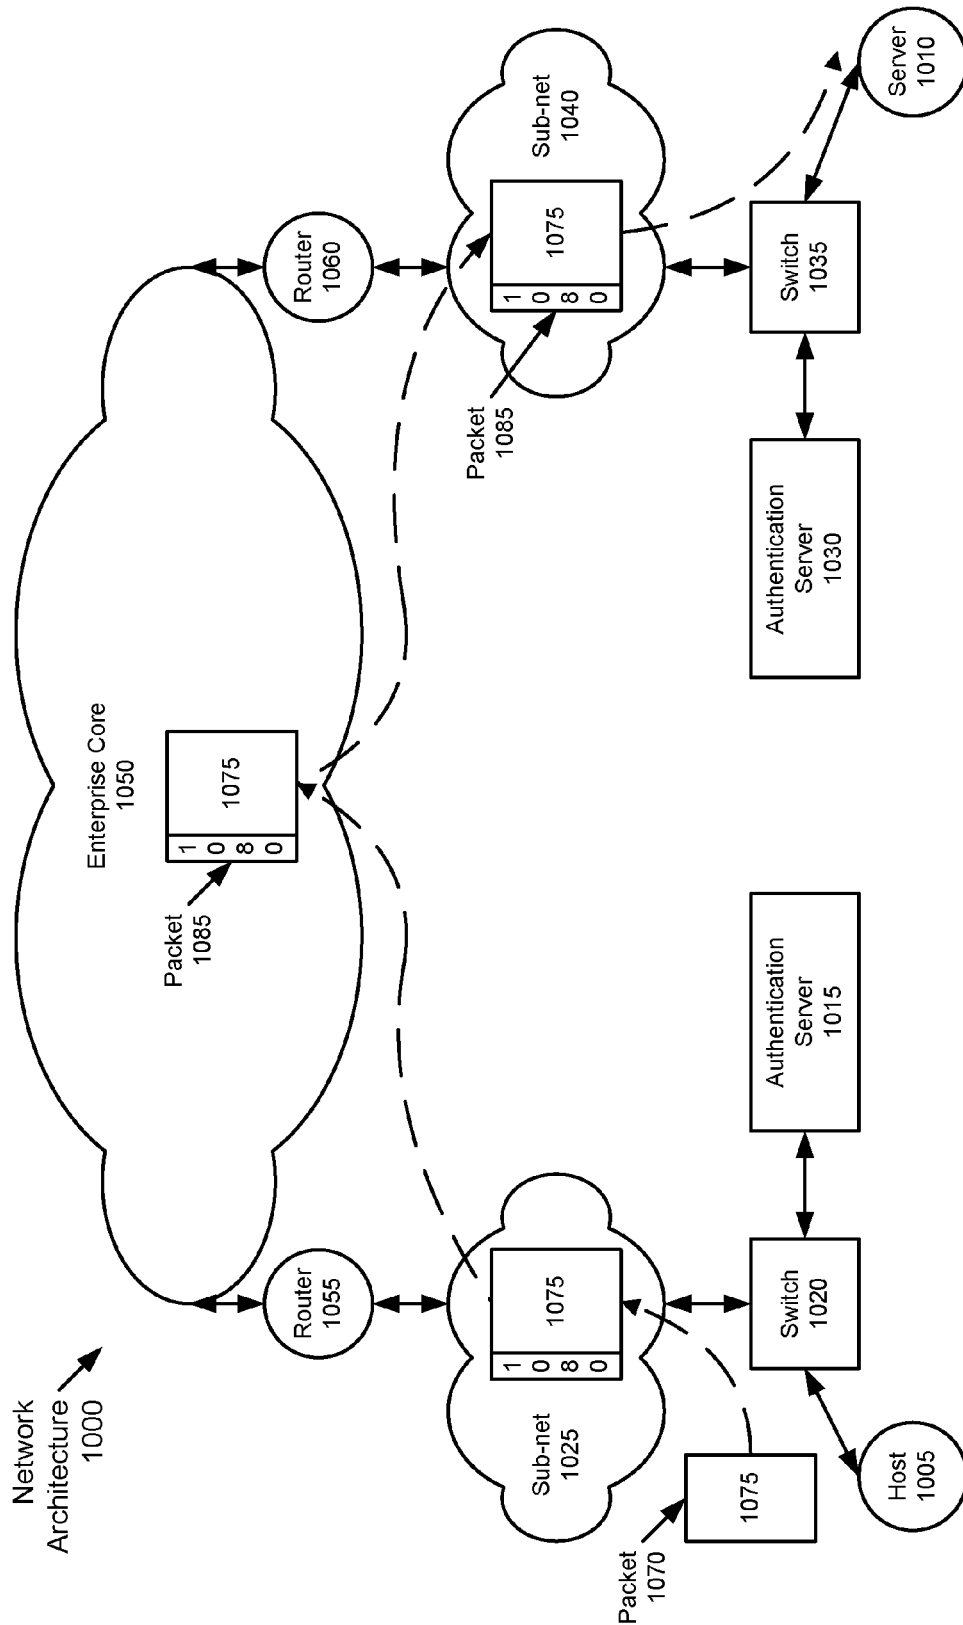 Network
Architecture
1000
Enterprise Core
1050
Packet
1085
1
0
8
0
1075
Router
1055
Router
1060
Sub-net
1025
1
0
8
0
1075
Packet
1085
Sub-net
1040
1
0
8
0
1075
Packet
1070
1075
Host
1005
Switch
1020
Authentication
Server
1015
Authentication
Server
1030
Switch
1035
Server
1010